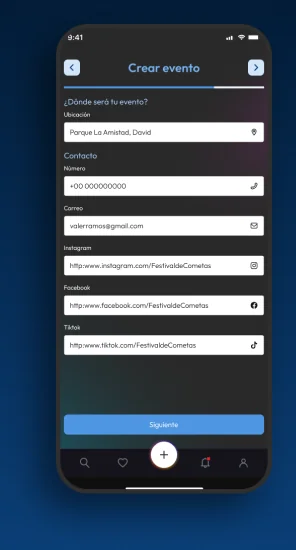 9:41
Crear evento
¿Dónde será tu evento?
Ubicación
Parque La Amistad, David
Contacto
Número
+00 000000000
Correo
valerramos@gmail.com
Instagram
http:www.instagram.com/FestivaldeCometas
Facebook
http:www.facebook.com/FestivaldeCometas
Tiktok
http:www.tiktok.com/FestivaldeCometas
Siguiente